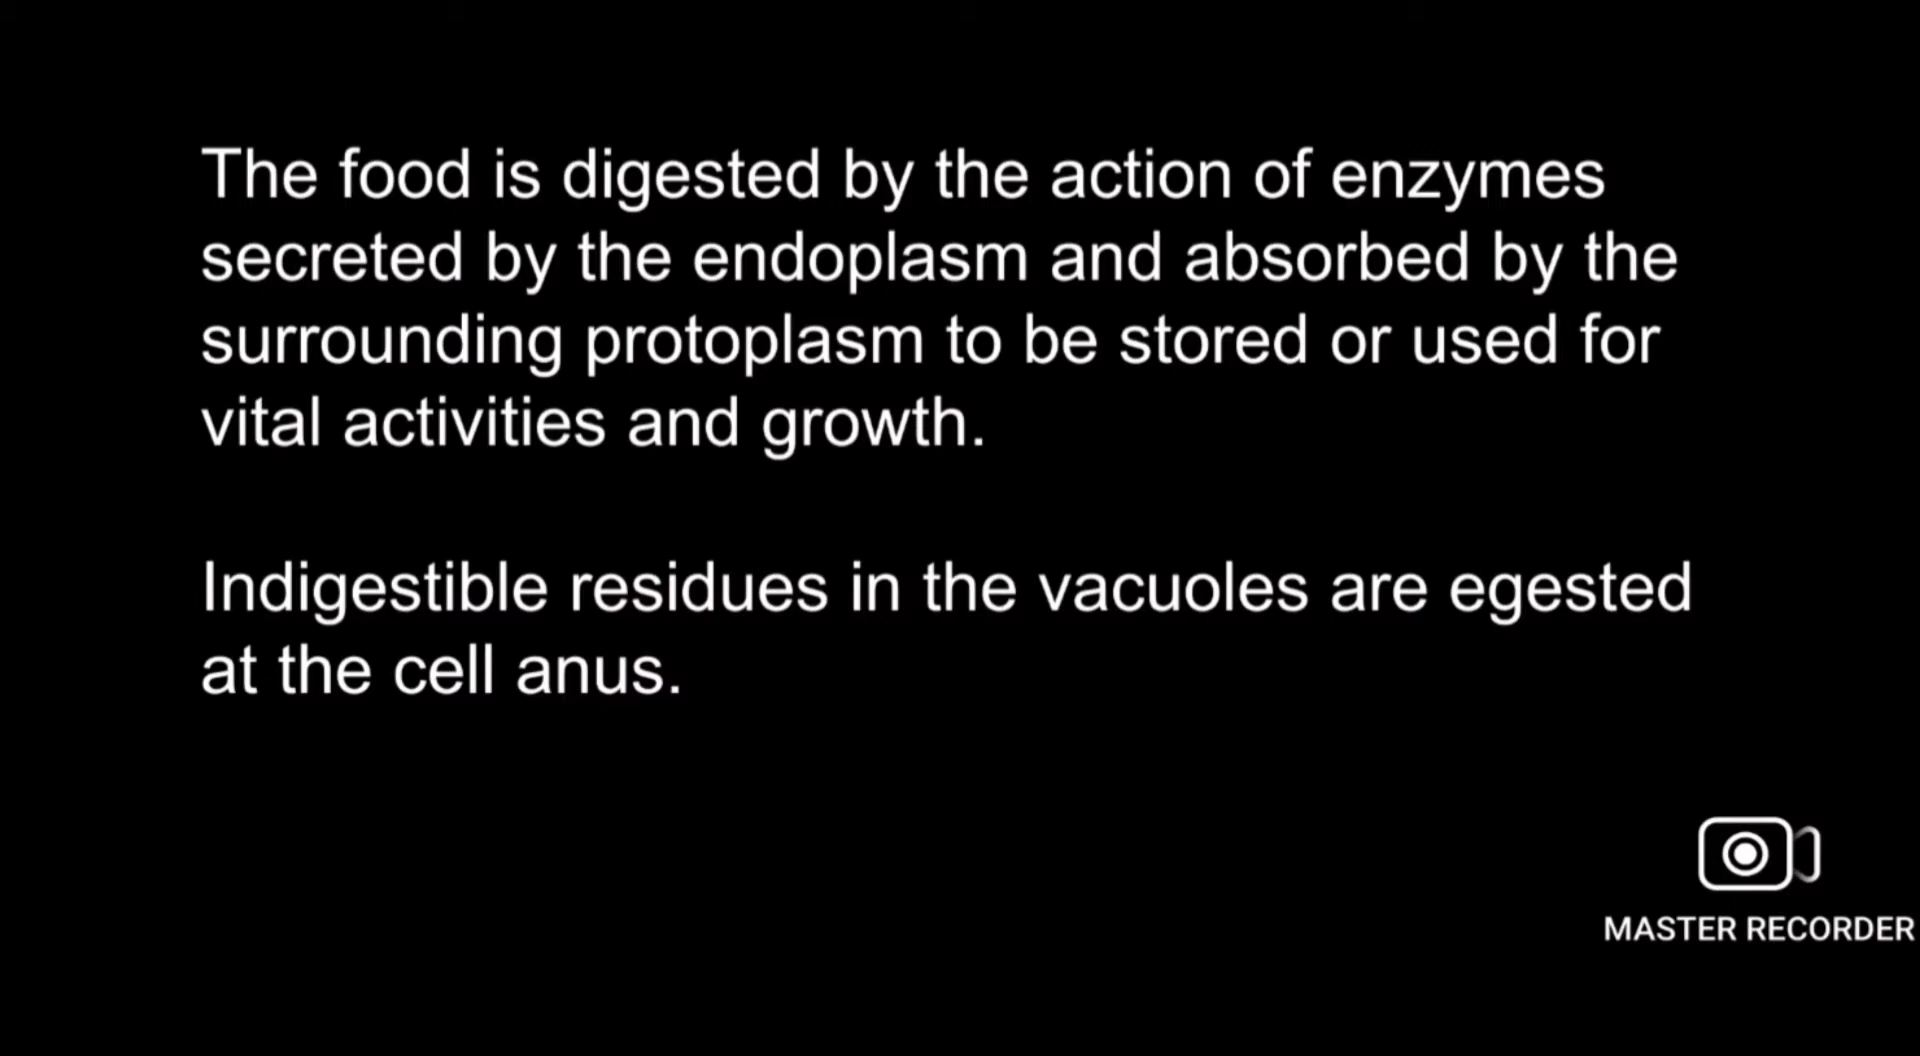 The food is digested by the action of enzymes
secreted by the endoplasm and absorbed by the
surrounding protoplasm to be stored or used for
vital activities and growth.
Indigestible residues in the vacuoles are egested
at the cell anus.
MASTER RECORDER